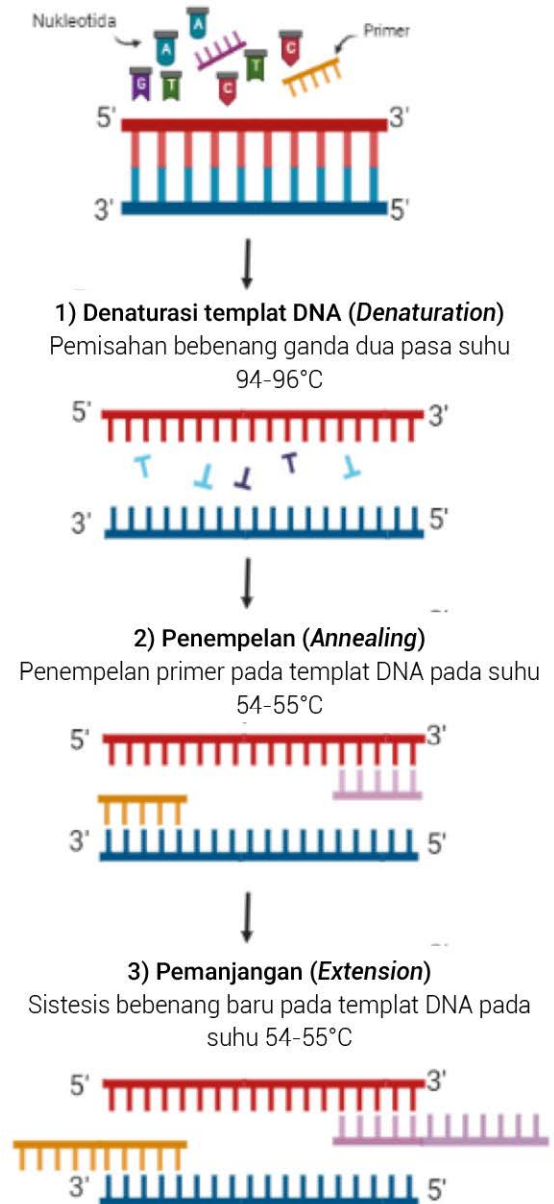 Nukleotida
Primer
A
A
C
T
G
T
C
5' 3'
3' 5'
1) Denaturasi templat DNA (Denaturation)
Pemisahan bebenang ganda dua pasa suhu
94-96°C
5' 3'
3' 5'
2) Penempelan (Annealing)
Penempelan primer pada templat DNA pada suhu
54-55°C
5' 3'
3' 5'
3) Pemanjangan (Extension)
Sistesis bebenang baru pada templat DNA pada
suhu 54-55°C
5' 3'
3' 5'